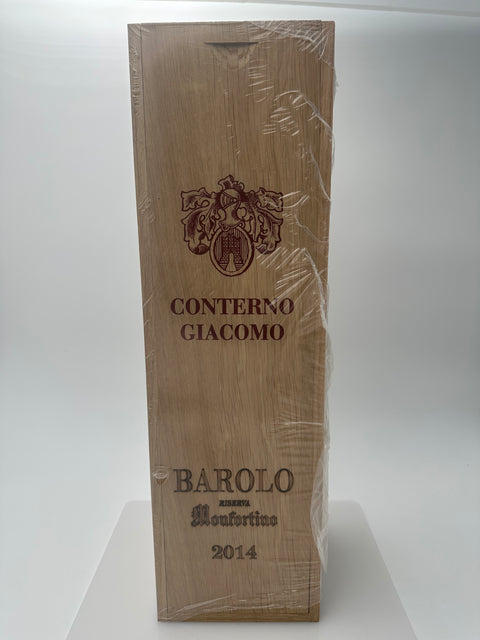 CONTERNO
GIACOMO
BAROLO
RISERVA
Monfortino
2014